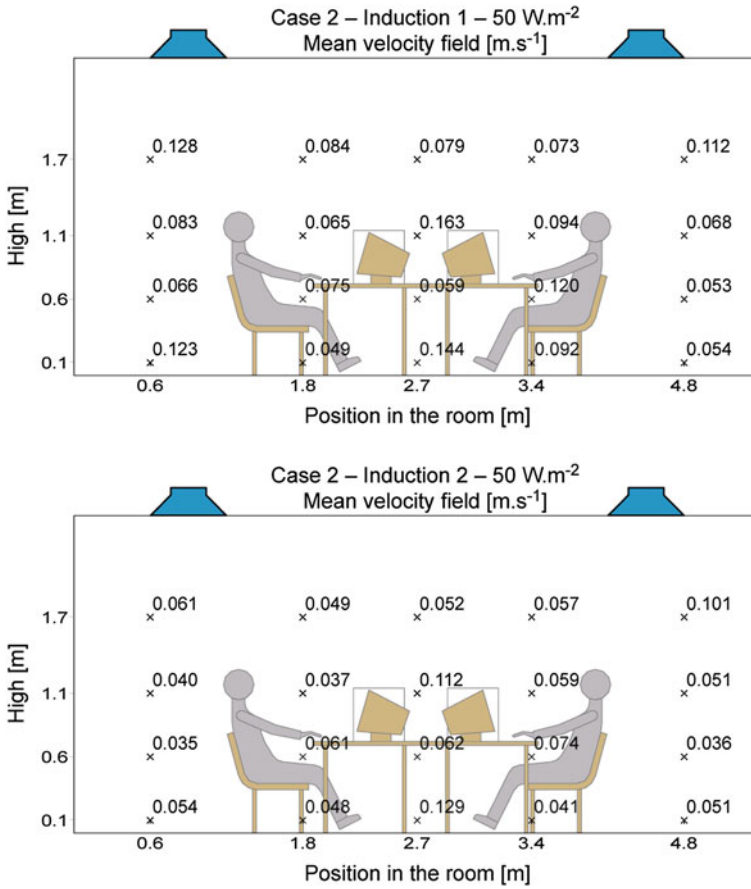 Case 2 – Induction 1 – 50 W.m⁻²
Mean velocity field [m.s⁻¹]
High [m]
1.7 0.128 0.084 0.079 0.073 0.112
1.1 0.083 0.065 0.163 0.094 0.068
0.6 0.066 0.075 0.059 0.120 0.053
0.1 0.123 0.049 0.144 0.092 0.054
0.6 1.8 2.7 3.4 4.8
Position in the room [m]
Case 2 – Induction 2 – 50 W.m⁻²
Mean velocity field [m.s⁻¹]
High [m]
1.7 0.061 0.049 0.052 0.057 0.101
1.1 0.040 0.037 0.112 0.059 0.051
0.6 0.035 0.061 0.062 0.074 0.036
0.1 0.054 0.048 0.129 0.041 0.051
0.6 1.8 2.7 3.4 4.8
Position in the room [m]